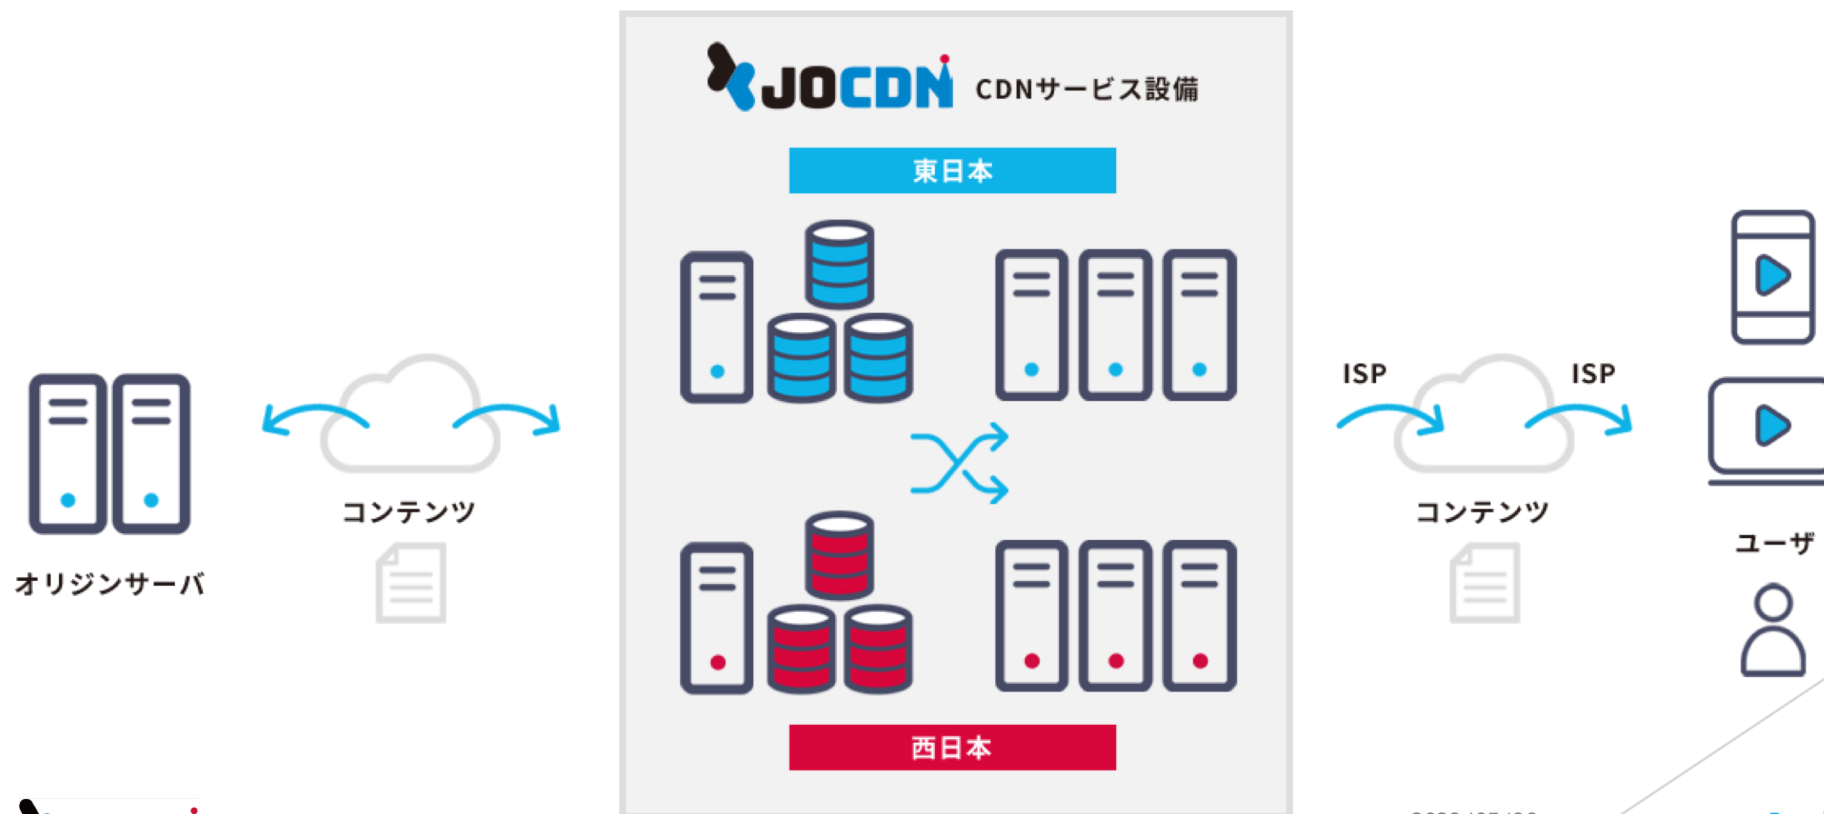 JOCDN CDNサービス設備
東日本
ISP
ISP
コンテンツ
コンテンツ
オリジンサーバ
ユーザ
西日本